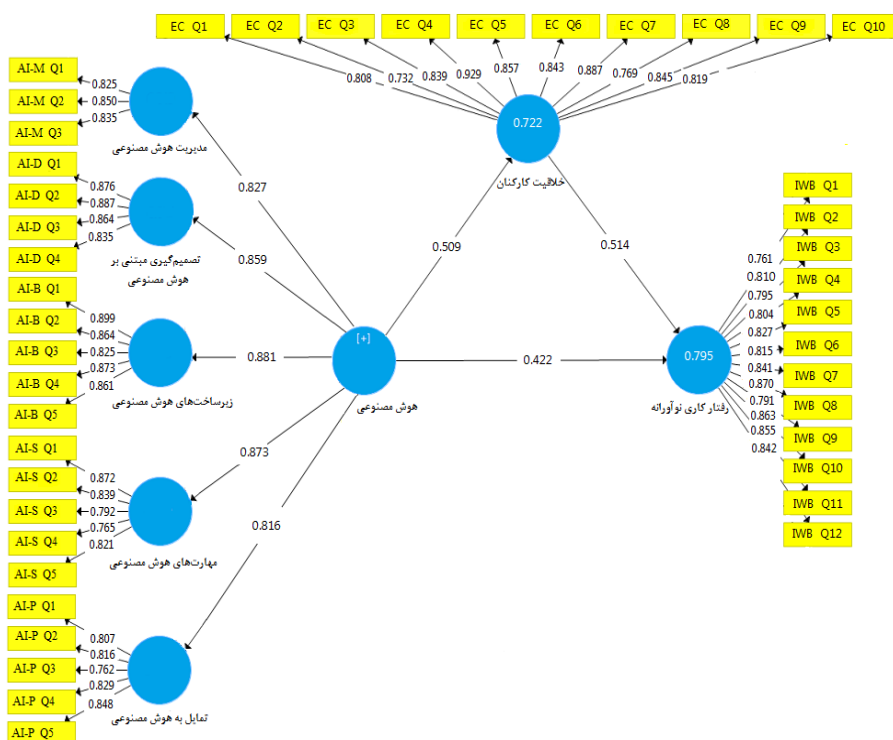 EC Q1
EC Q2
EC Q3
EC Q4
EC Q5
EC Q6
EC Q7
EC Q8
EC Q9
EC Q10
0.808
0.732
0.839
0.929
0.857
0.843
0.887
0.769
0.845
0.819
0.722
خلاقیت کارکنان
AI-M Q1
AI-M Q2
AI-M Q3
0.825
0.850
0.835
مدیریت هوش مصنوعی
AI-D Q1
AI-D Q2
AI-D Q3
AI-D Q4
0.876
0.887
0.864
0.835
تصمیم‌گیری مبتنی بر
هوش مصنوعی
AI-B Q1
AI-B Q2
AI-B Q3
AI-B Q4
AI-B Q5
0.899
0.864
0.825
0.873
0.861
زیرساخت‌های هوش مصنوعی
AI-S Q1
AI-S Q2
AI-S Q3
AI-S Q4
AI-S Q5
0.872
0.839
0.792
0.765
0.821
مهارت‌های هوش مصنوعی
AI-P Q1
AI-P Q2
AI-P Q3
AI-P Q4
AI-P Q5
0.807
0.816
0.762
0.829
0.848
تمایل به هوش مصنوعی
0.827
0.859
0.881
0.873
0.816
[+]
هوش مصنوعی
0.509
0.514
0.422
0.795
رفتار کاری نوآورانه
0.761
0.810
0.795
0.804
0.827
0.815
0.841
0.870
0.791
0.863
0.855
0.842
IWB Q1
IWB Q2
IWB Q3
IWB Q4
IWB Q5
IWB Q6
IWB Q7
IWB Q8
IWB Q9
IWB Q10
IWB Q11
IWB Q12